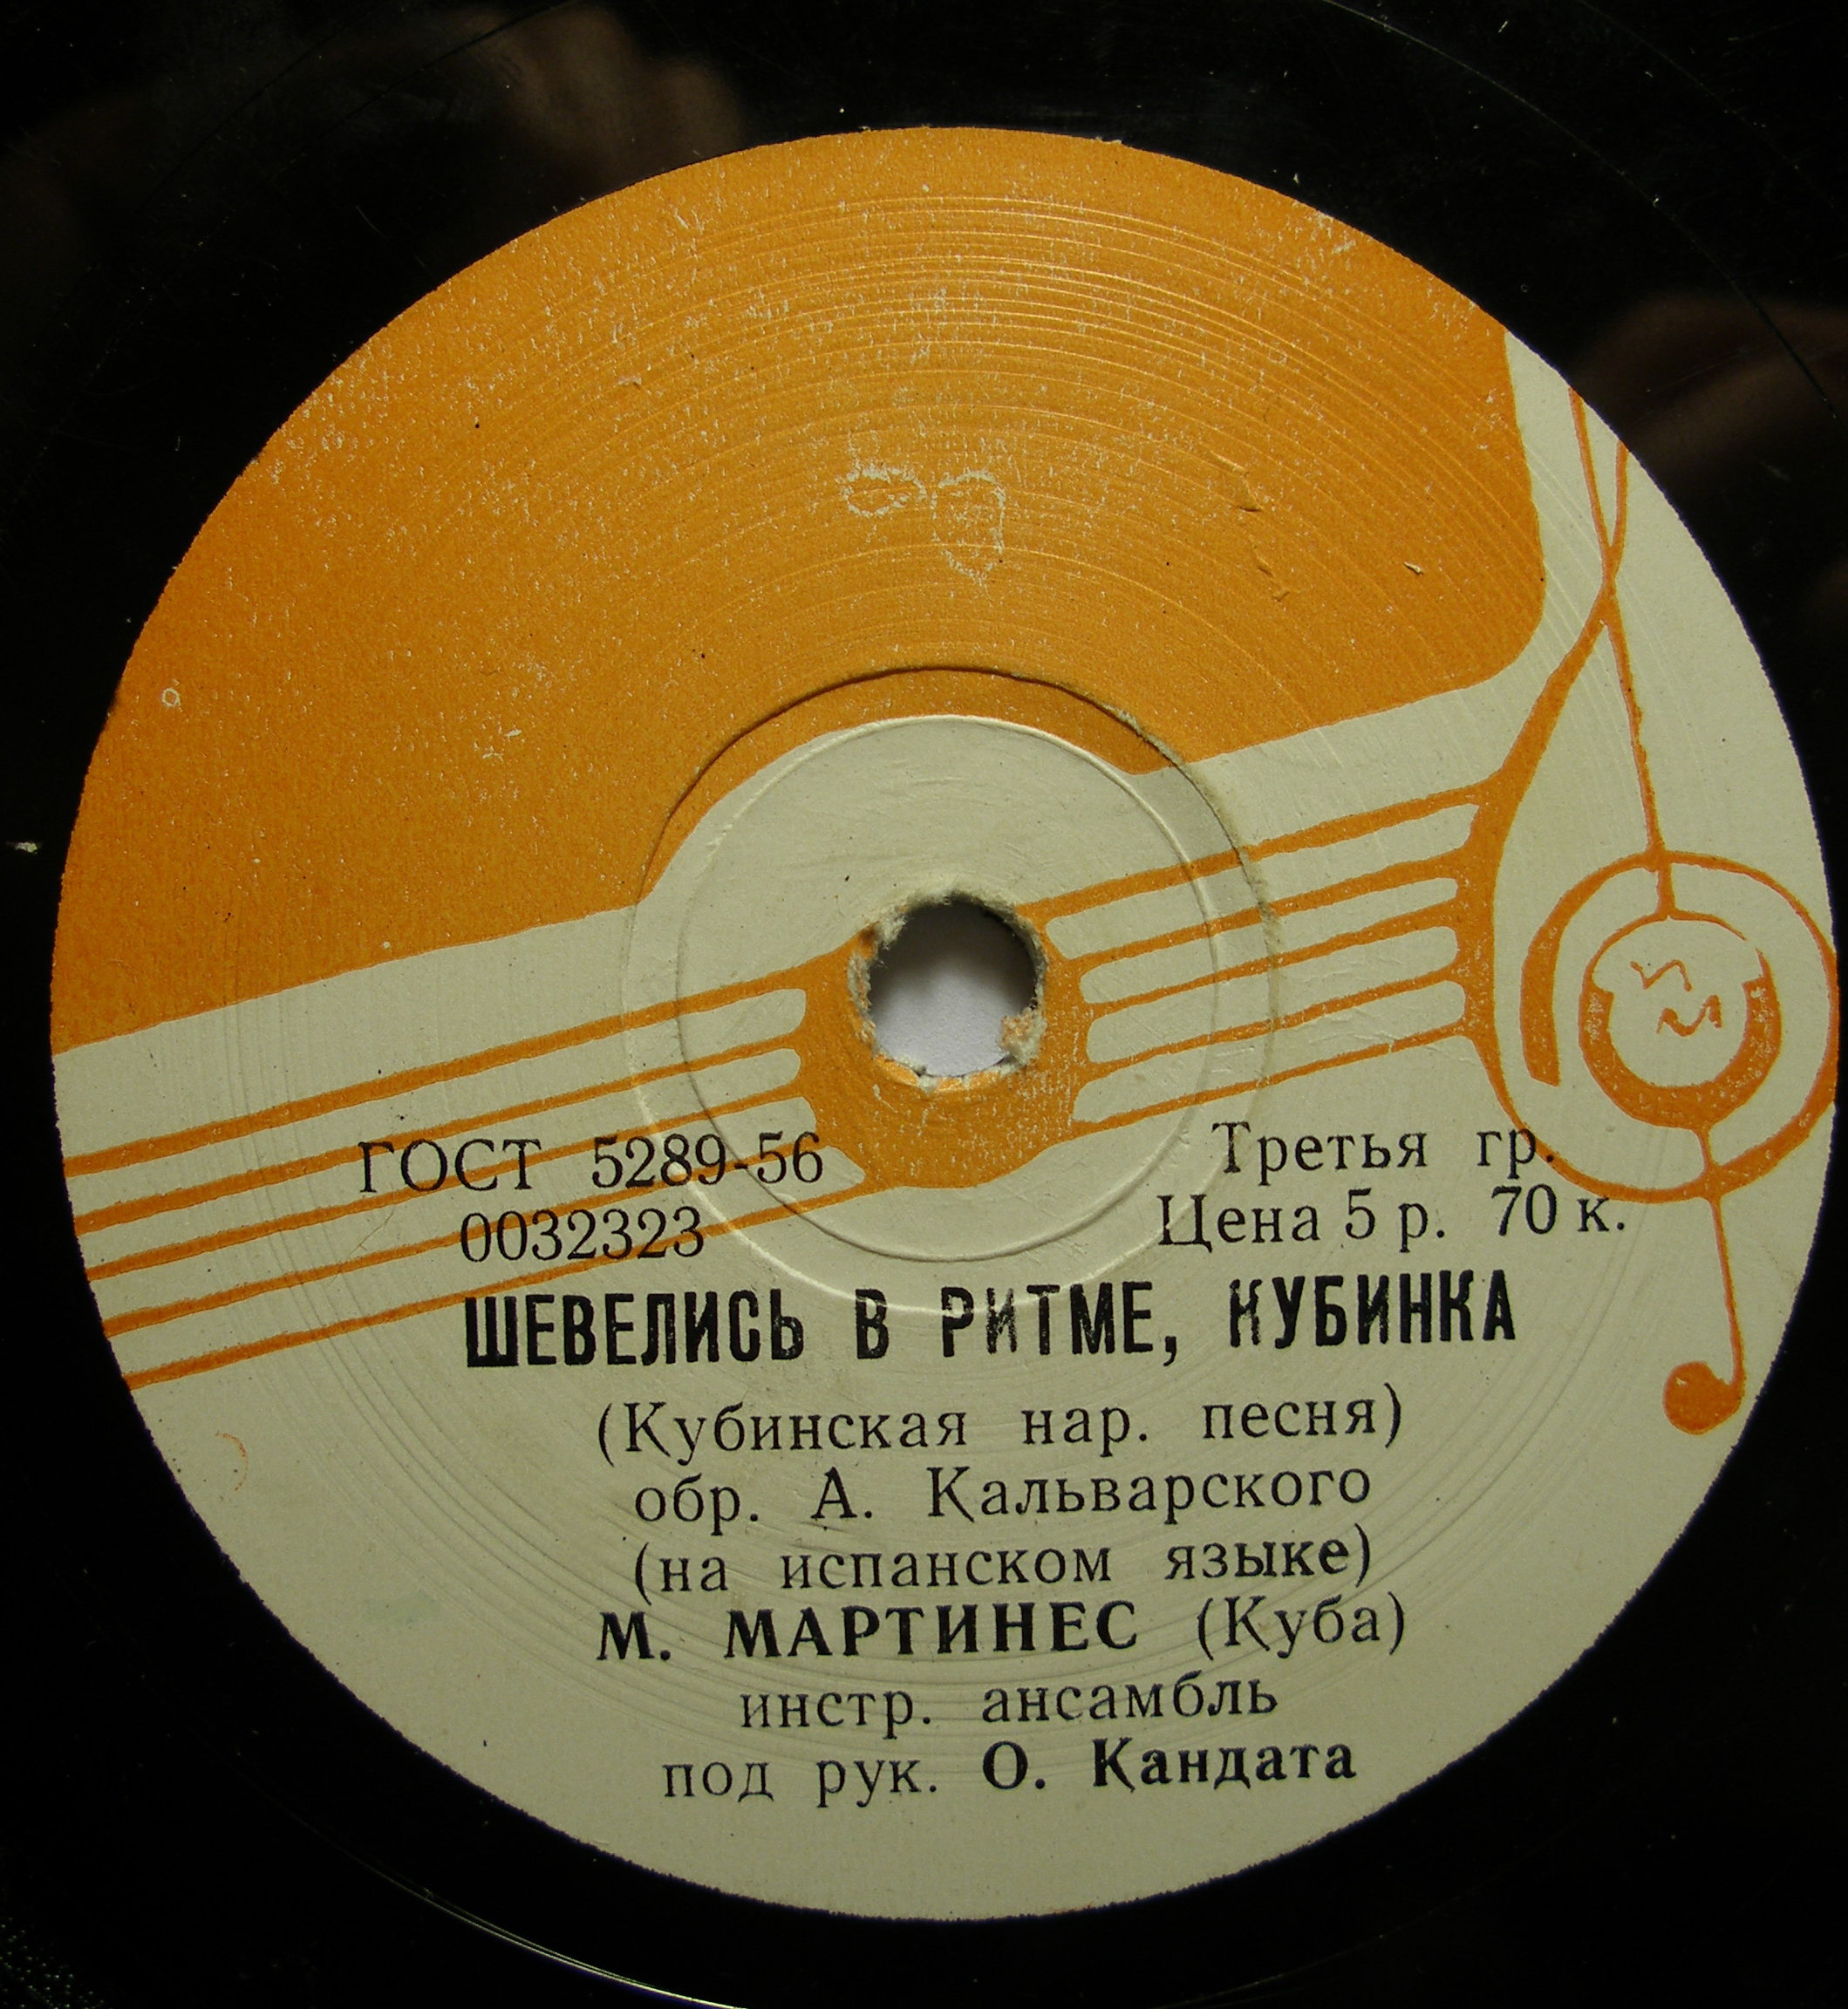 ГОСТ 5289-56 Третья гр.
0032323 Цена 5 р. 70 к.
ШЕВЕЛИСЬ В РИТМЕ, КУБИНКА
(Кубинская нар. песня)
обр. А. Кальварского
(на испанском языке)
М. МАРТИНЕС (Куба)
инстр. ансамбль
под рук. О. Кандата